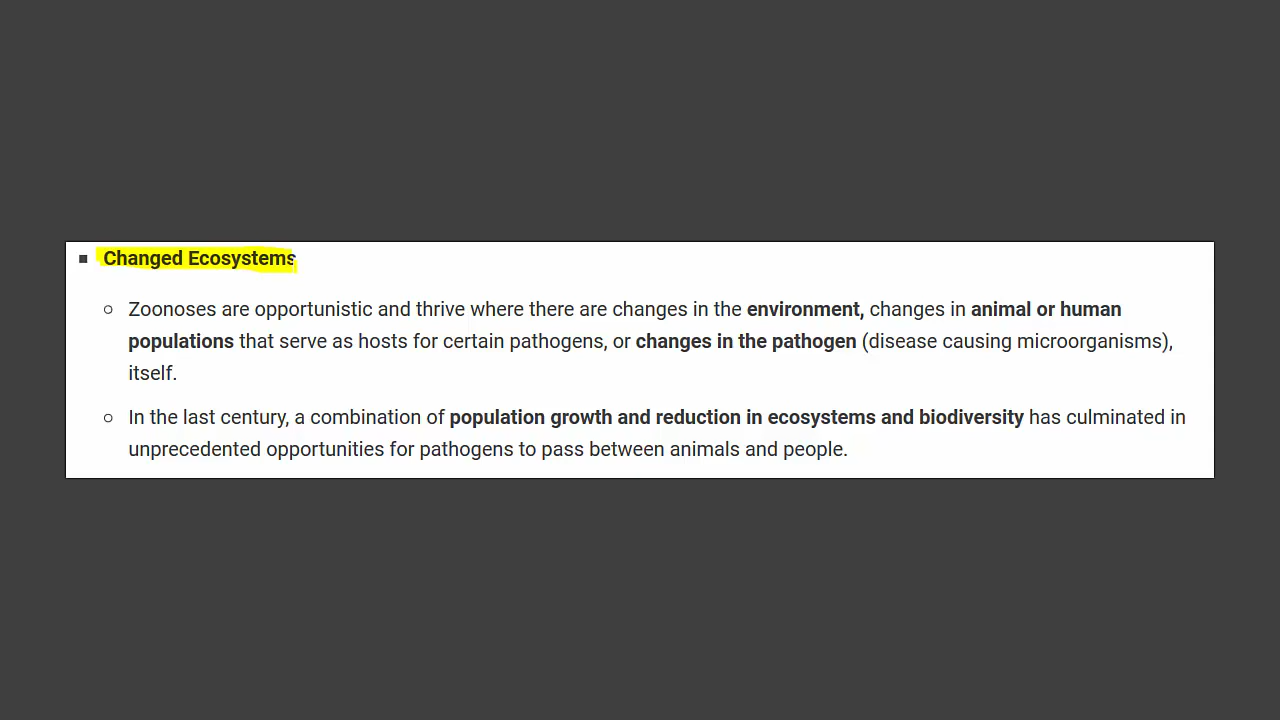 Changed Ecosystems
Zoonoses are opportunistic and thrive where there are changes in the environment, changes in animal or human
populations that serve as hosts for certain pathogens, or changes in the pathogen (disease causing microorganisms),
itself.
In the last century, a combination of population growth and reduction in ecosystems and biodiversity has culminated in
unprecedented opportunities for pathogens to pass between animals and people.